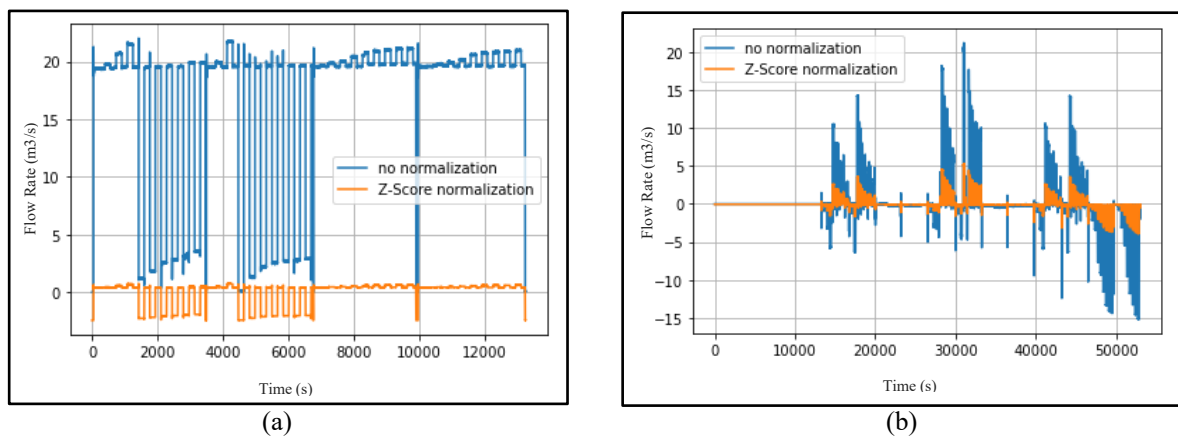 20
15
10
5
0
Flow Rate (m3/s)
no normalization
Z-Score normalization
0 2000 4000 6000 8000 10000 12000
Time (s)
(a)
20
15
10
5
0
−5
−10
−15
Flow Rate (m3/s)
no normalization
Z-Score normalization
0 10000 20000 30000 40000 50000
Time (s)
(b)